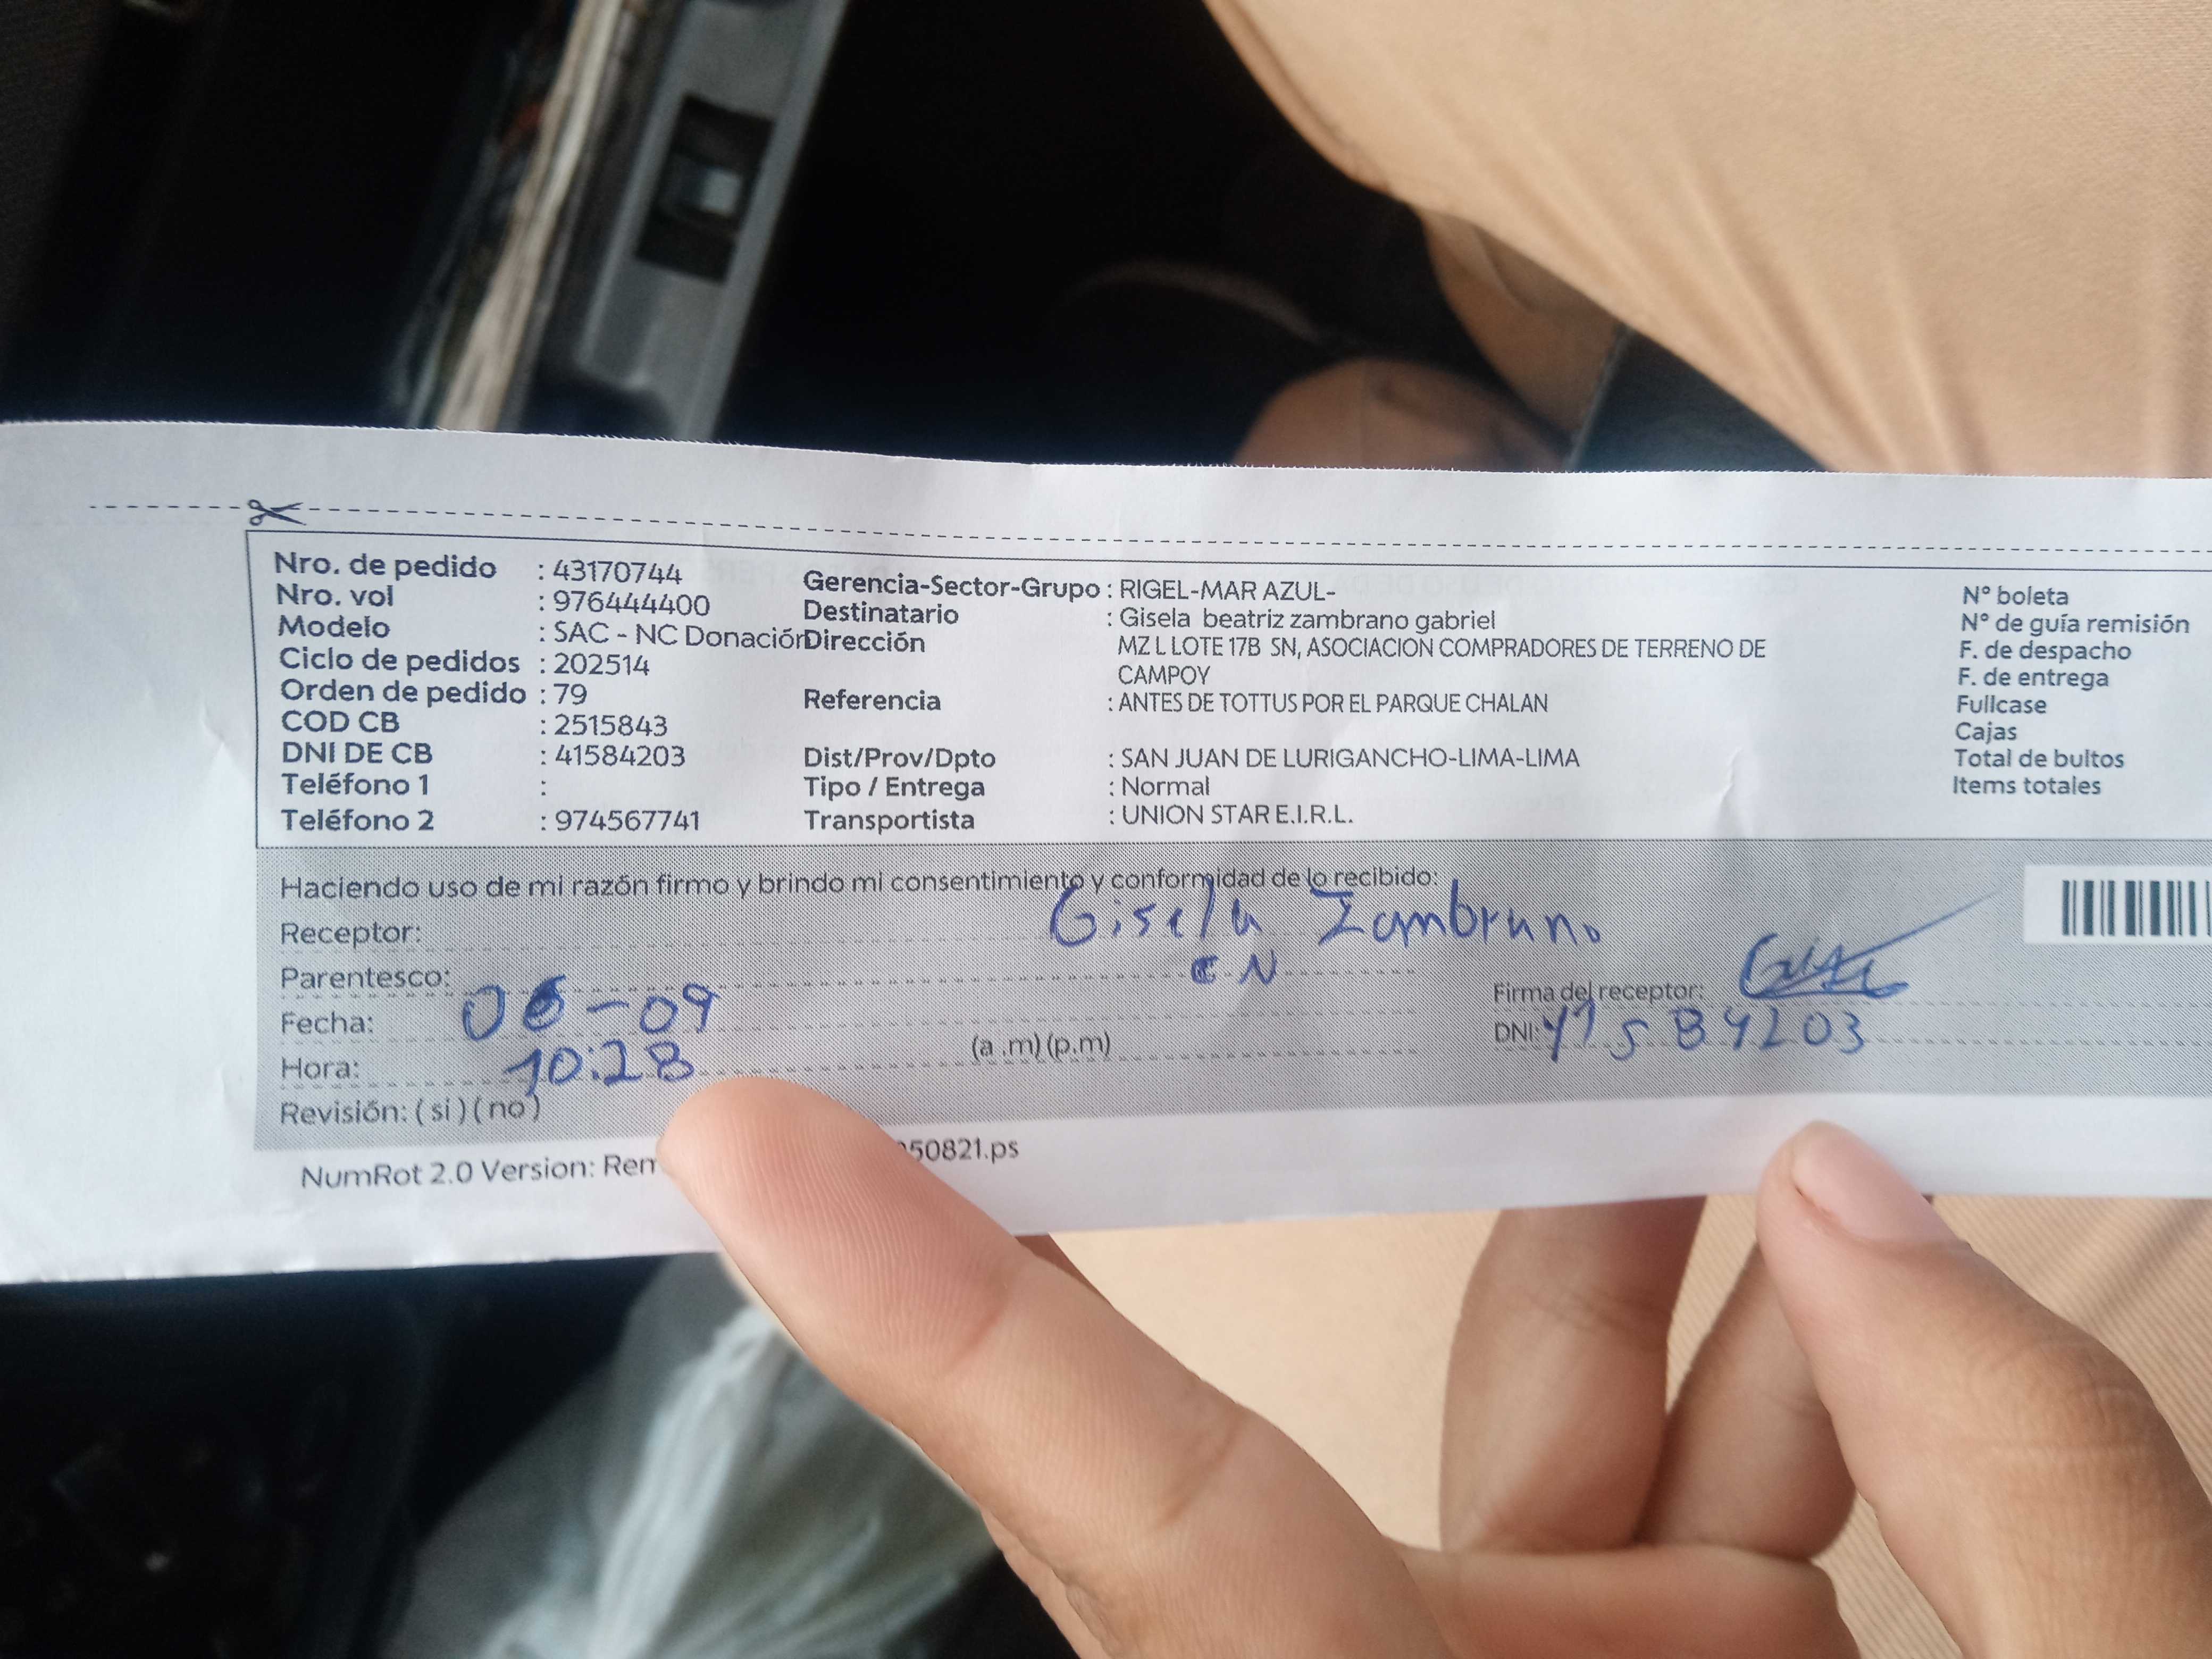 Nro. de pedido : 43170744
Nro. vol : 976444400
Modelo : SAC - NC Donación
Ciclo de pedidos : 202514
Orden de pedido : 79
COD CB : 2515843
DNI DE CB : 41584203
Teléfono 1 :
Teléfono 2 : 974567741
Gerencia-Sector-Grupo : RIGEL-MAR AZUL-
Destinatario : Gisela beatriz zambrano gabriel
Dirección MZ L LOTE 17B SN, ASOCIACION COMPRADORES DE TERRENO DE
CAMPOY
Referencia : ANTES DE TOTTUS POR EL PARQUE CHALAN
Dist/Prov/Dpto : SAN JUAN DE LURIGANCHO-LIMA-LIMA
Tipo / Entrega : Normal
Transportista : UNION STAR E.I.R.L.
N° boleta
N° de guía remisión
F. de despacho
F. de entrega
Fullcase
Cajas
Total de bultos
Items totales
Haciendo uso de mi razón firmo y brindo mi consentimiento y conformidad de lo recibido:
Receptor: Gisela Zambrano
Parentesco: CN
Fecha: 06-09
Hora: 10:28 (a .m) (p.m)
Revisión: ( si ) ( no )
Firma del receptor:
DNI: 41584203
NumRot 2.0 Version: Rem 50821.ps